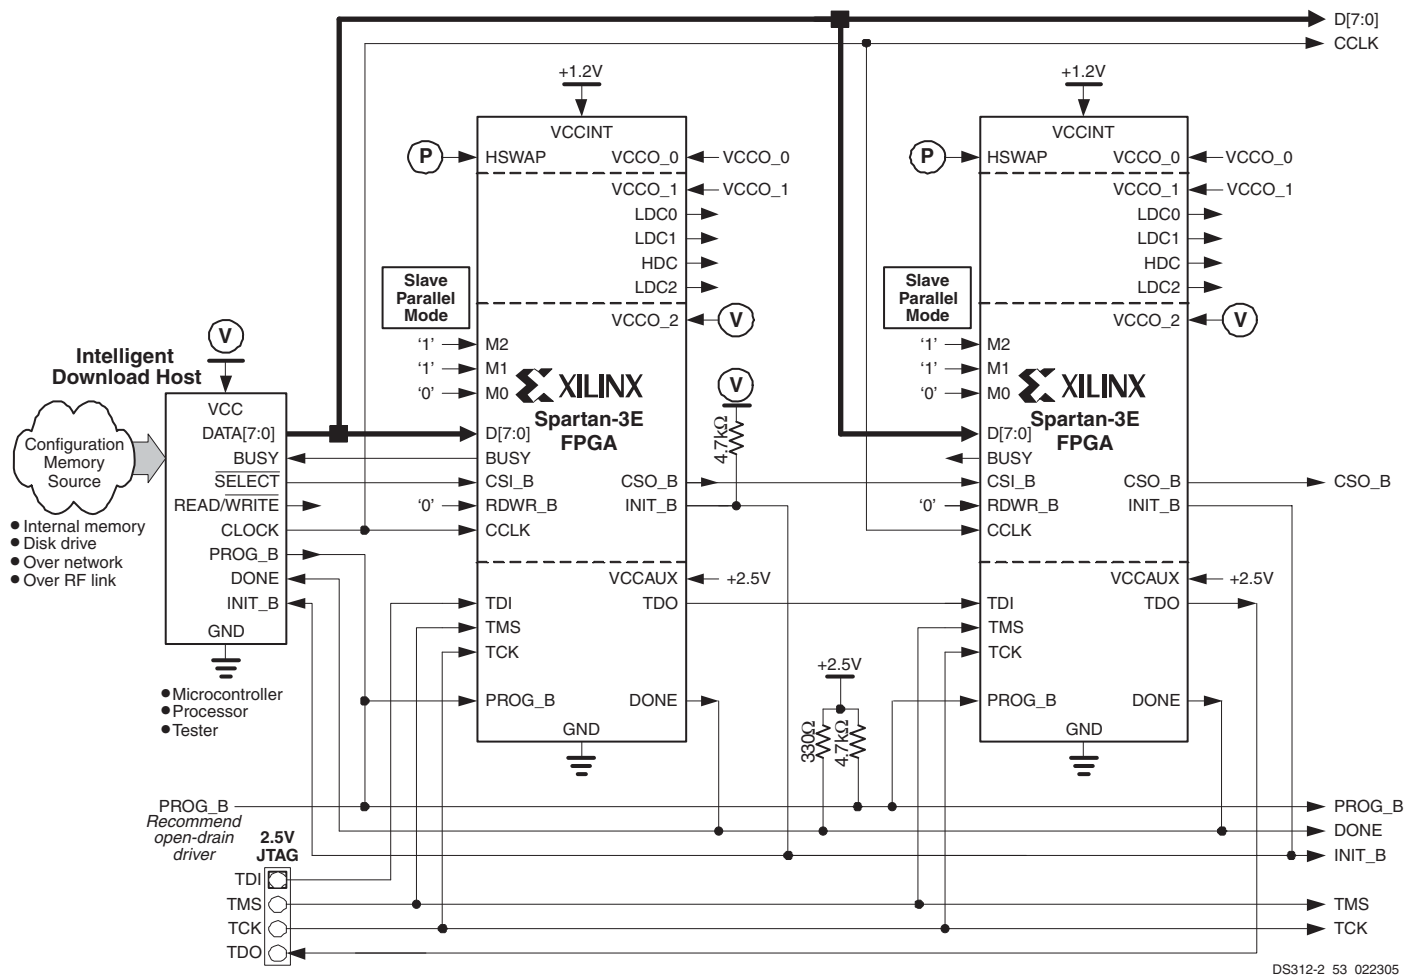 D[7:0]
CCLK
+1.2V
+1.2V
VCCINT
VCCINT
P
HSWAP
VCCO_0
VCCO_0
P
HSWAP
VCCO_0
VCCO_0
VCCO_1
VCCO_1
VCCO_1
VCCO_1
LDC0
LDC0
LDC1
LDC1
HDC
HDC
LDC2
LDC2
Slave
Parallel
Mode
Slave
Parallel
Mode
VCCO_2
V
VCCO_2
V
V
'1'
M2
'1'
M2
'1'
M1
'1'
M1
'0'
M0
'0'
M0
XILINX
Spartan-3E
FPGA
XILINX
Spartan-3E
FPGA
Intelligent
Download Host
V
4.7kΩ
Configuration
Memory
Source
VCC
DATA[7:0]
D[7:0]
D[7:0]
BUSY
BUSY
BUSY
SELECT
CSI_B
CSO_B
CSI_B
CSO_B
CSO_B
READ/WRITE
'0'
RDWR_B
INIT_B
'0'
RDWR_B
INIT_B
CLOCK
CCLK
CCLK
PROG_B
DONE
INIT_B
GND
Internal memory
Disk drive
Over network
Over RF link
VCCAUX
+2.5V
VCCAUX
+2.5V
TDI
TDO
TDI
TDO
TMS
TMS
TCK
TCK
+2.5V
Microcontroller
Processor
Tester
PROG_B
DONE
PROG_B
DONE
GND
GND
330Ω
4.7kΩ
PROG_B
Recommend
open-drain
driver
PROG_B
DONE
INIT_B
2.5V
JTAG
TDI
TMS
TMS
TCK
TCK
TDO
DS312-2_53_022305